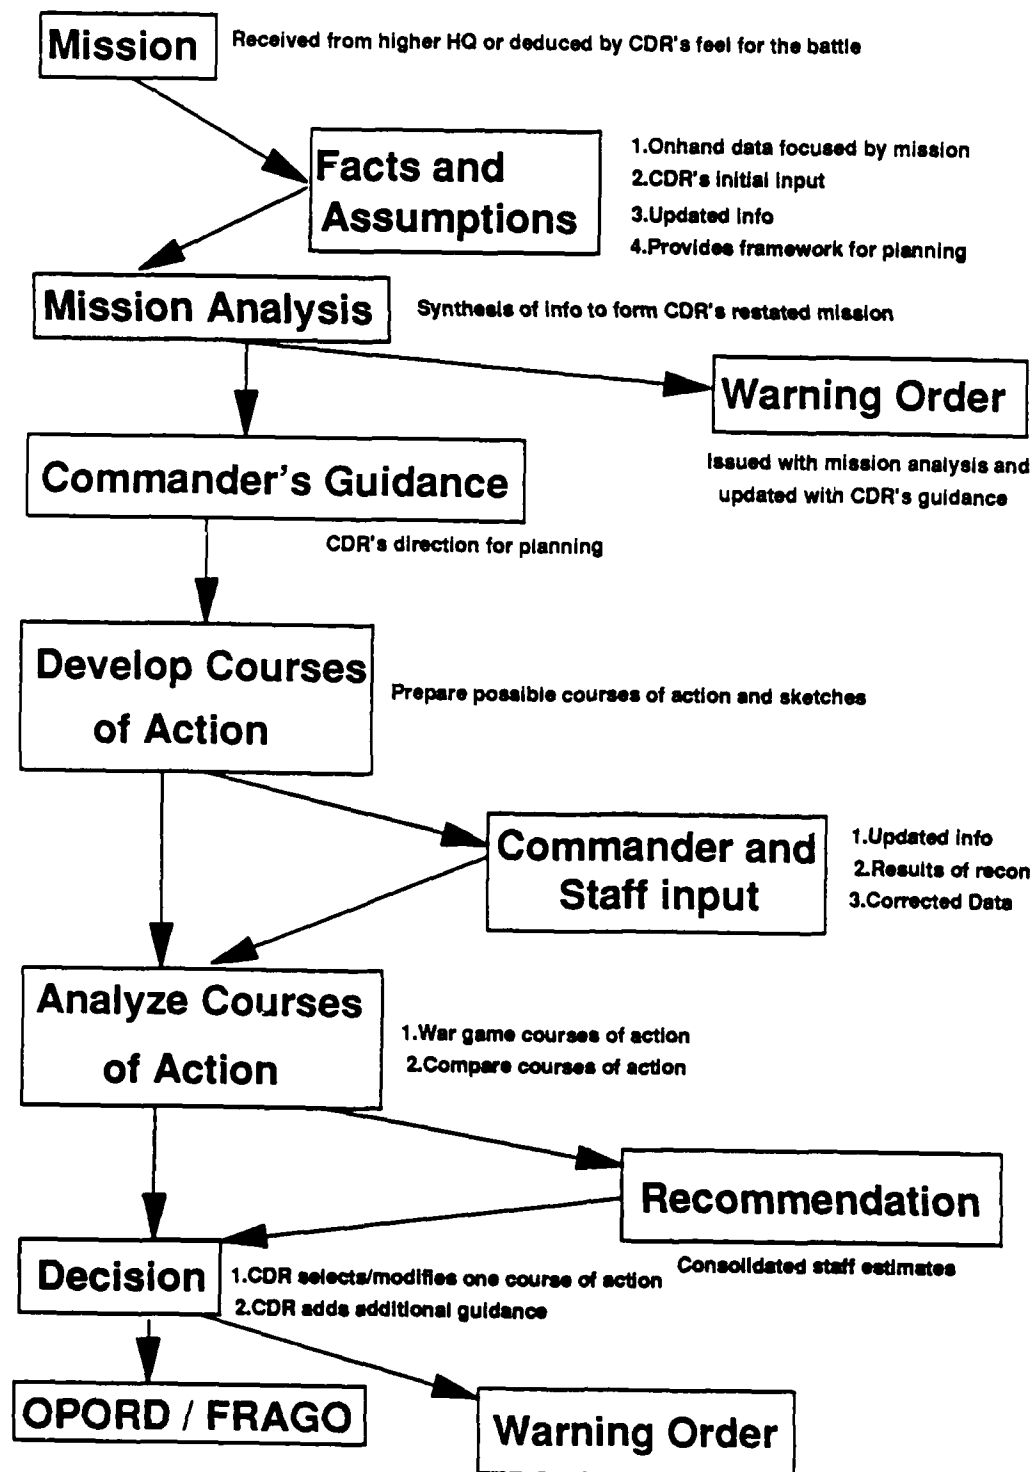 Mission
Received from higher HQ or deduced by CDR's feel for the battle
Facts and
Assumptions
1.Onhand data focused by mission
2.CDR's initial input
3.Updated info
4.Provides framework for planning
Mission Analysis
Synthesis of info to form CDR's restated mission
Warning Order
Issued with mission analysis and
updated with CDR's guidance
Commander's Guidance
CDR's direction for planning
Develop Courses
of Action
Prepare possible courses of action and sketches
Commander and
Staff input
1.Updated info
2.Results of recon
3.Corrected Data
Analyze Courses
of Action
1.War game courses of action
2.Compare courses of action
Recommendation
Consolidated staff estimates
Decision
1.CDR selects/modifies one course of action
2.CDR adds additional guidance
OPORD / FRAGO
Warning Order